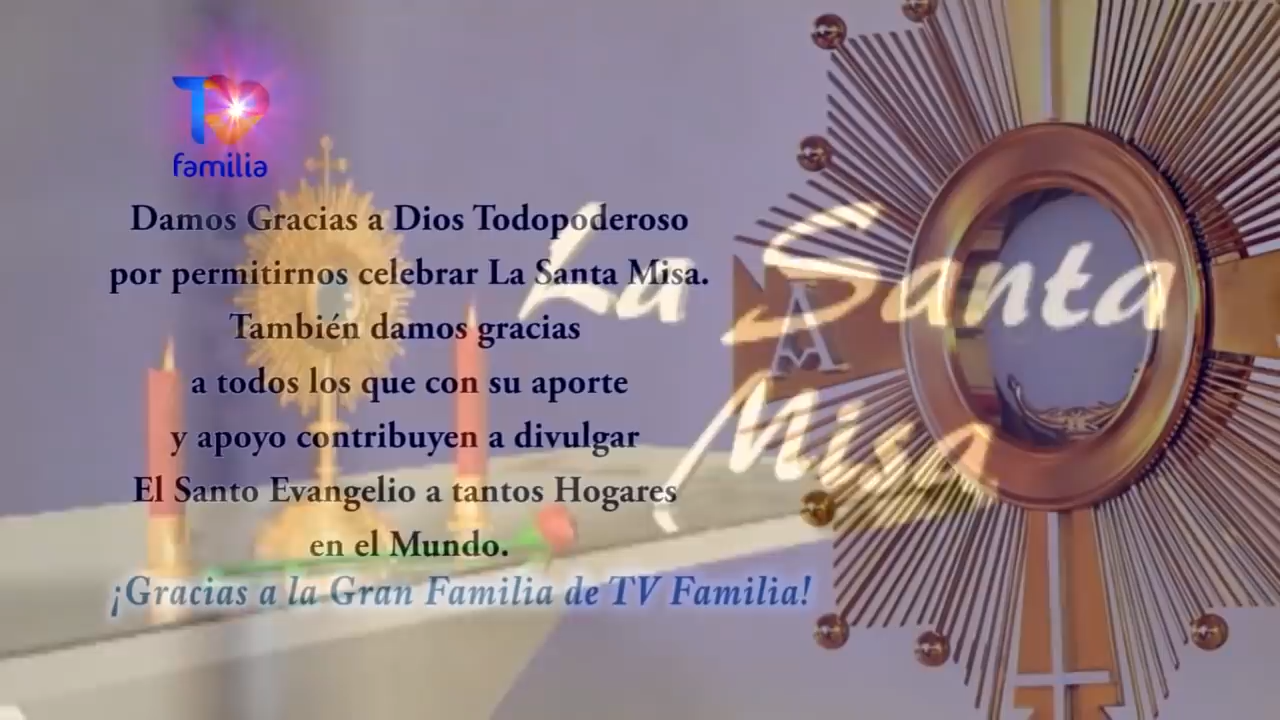 TV
familia
Damos Gracias a Dios Todopoderoso
por permitirnos celebrar La Santa Misa.
También damos gracias
a todos los que con su aporte
y apoyo contribuyen a divulgar
El Santo Evangelio a tantos Hogares
en el Mundo.
¡Gracias a la Gran Familia de TV Familia!
La Santa
Misa
A